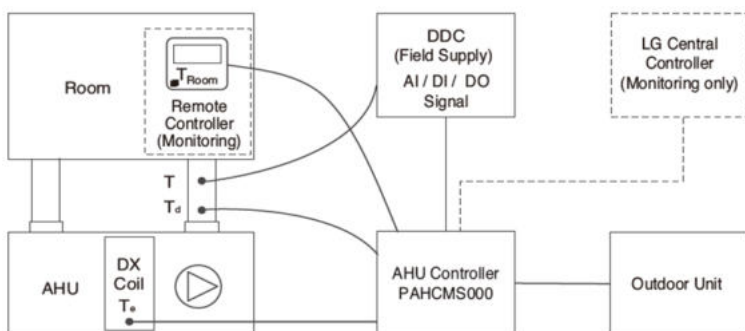 Room
T Room
Remote
Controller
(Monitoring)
DDC
(Field Supply)
AI / DI / DO
Signal
LG Central
Controller
(Monitoring only)
T
Td
AHU
DX
Coil
Te
AHU Controller
PAHCMS000
Outdoor Unit